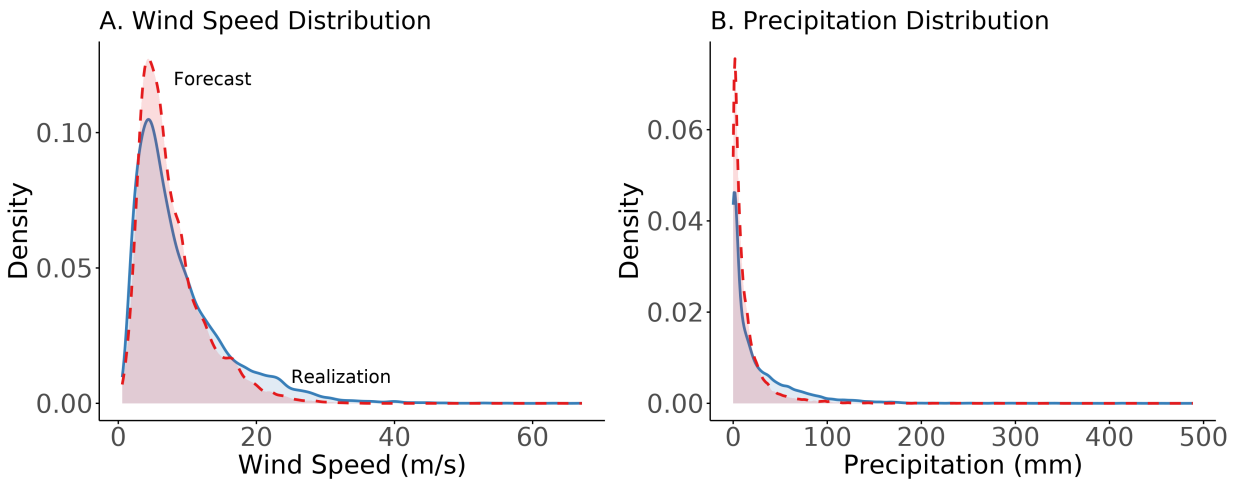 A. Wind Speed Distribution
Density
0.10
0.05
0.00
Forecast
Realization
0
20
40
60
Wind Speed (m/s)
B. Precipitation Distribution
Density
0.06
0.04
0.02
0.00
0
100
200
300
400
500
Precipitation (mm)